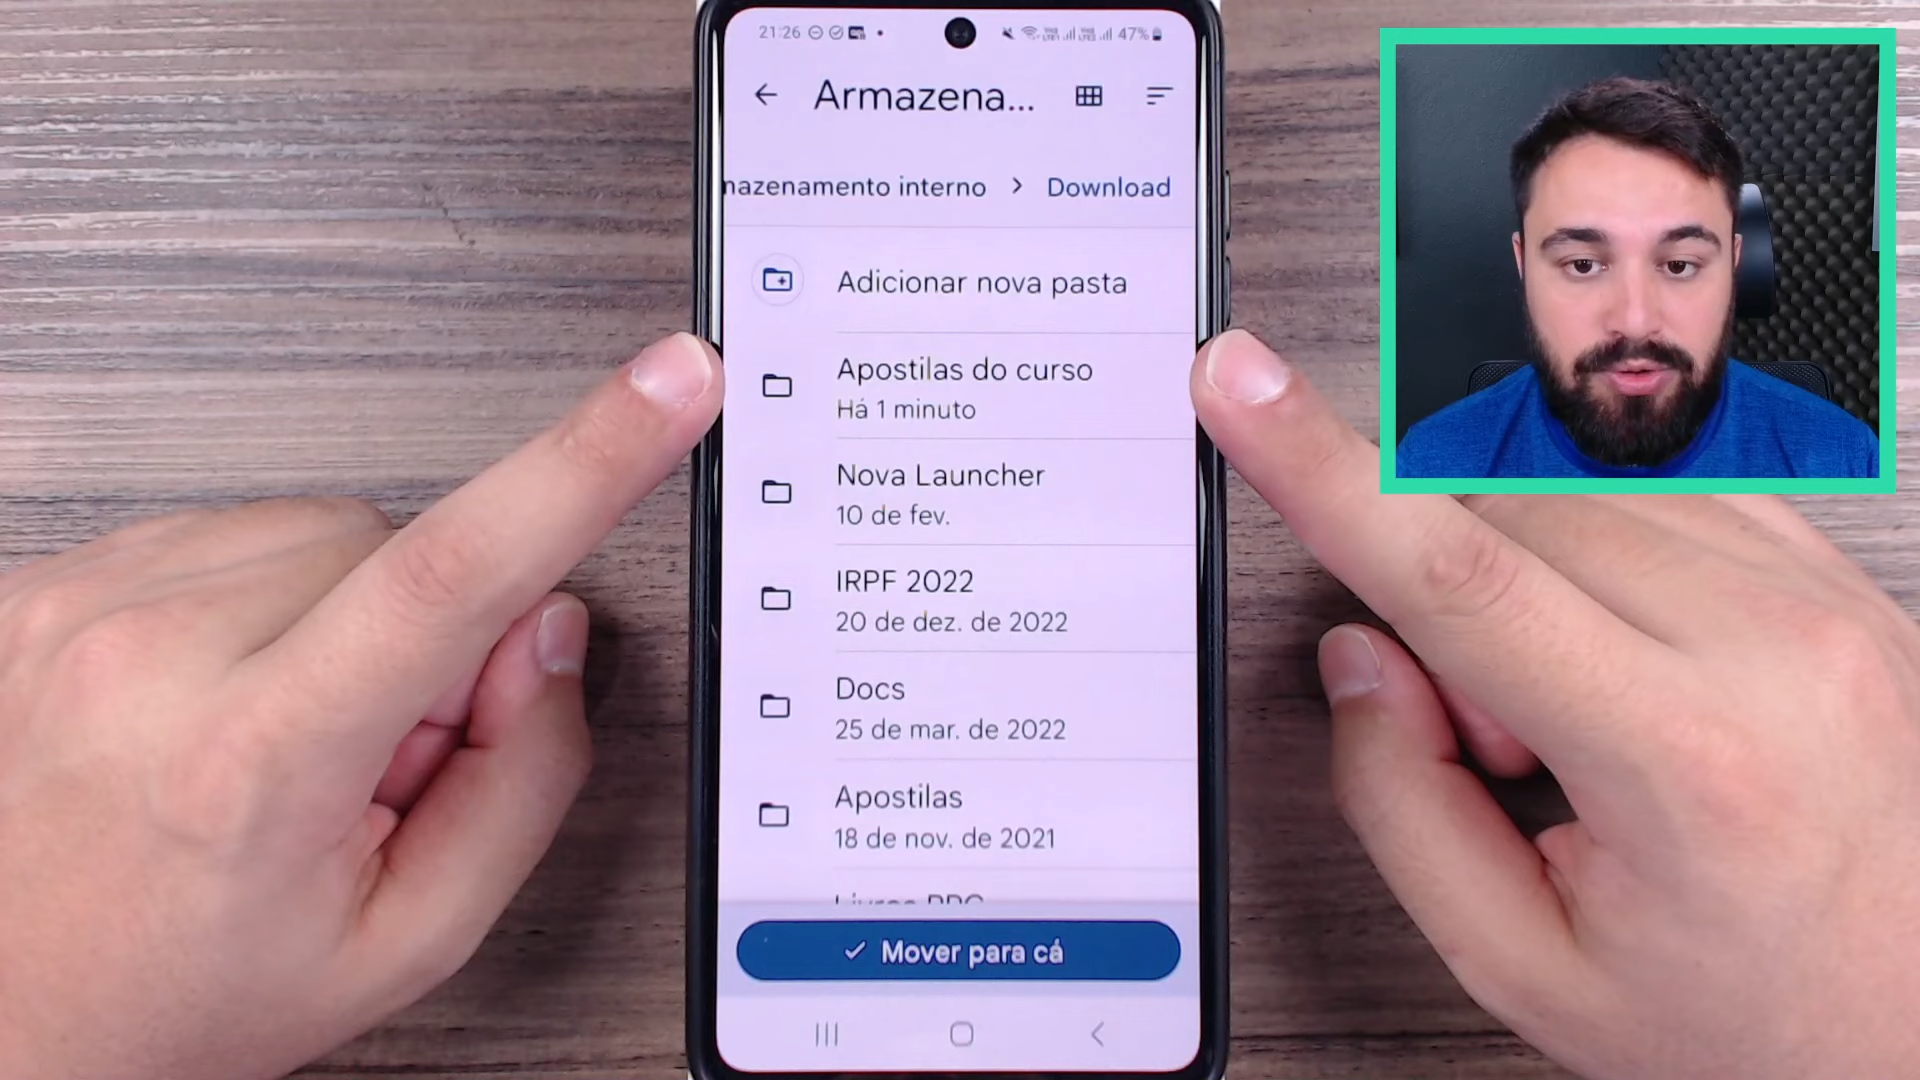 21:26
47%
Armazena...
nazenamento interno > Download
Adicionar nova pasta
Apostilas do curso
Há 1 minuto
Nova Launcher
10 de fev.
IRPF 2022
20 de dez. de 2022
Docs
25 de mar. de 2022
Apostilas
18 de nov. de 2021
Mover para cá